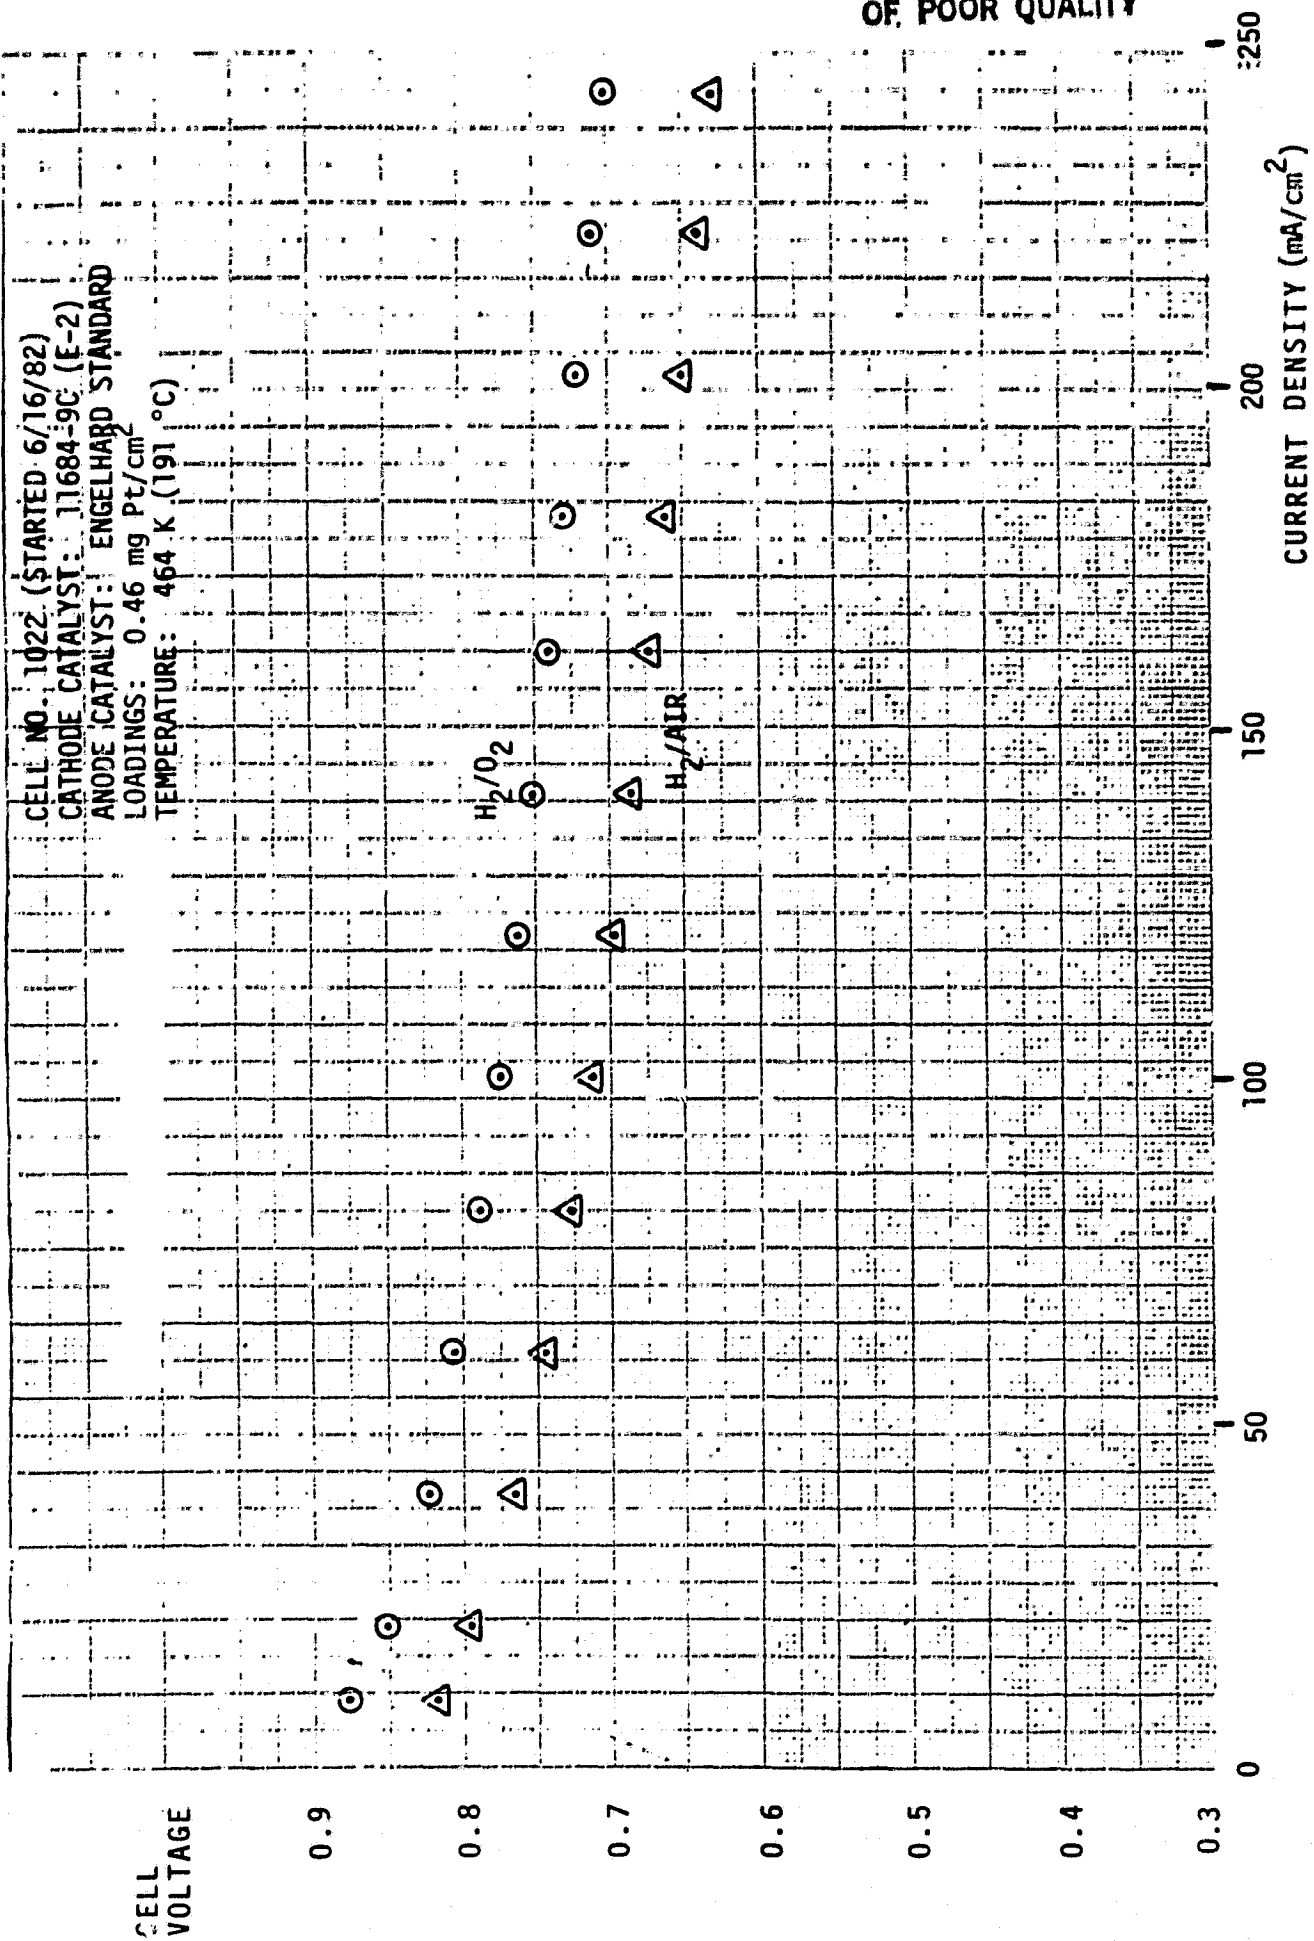 OF POOR QUALITY
CELL NO. 1022 (STARTED 6/16/82)
CATHODE CATALYST: 11684-9C (E-2)
ANODE CATALYST: ENGELHARD STANDARD
LOADINGS: 0.46 mg Pt/cm²
TEMPERATURE: 464 K (191 °C)
CELL
VOLTAGE
0.9
0.8
0.7
0.6
0.5
0.4
0.3
H₂/O₂
H₂/AIR
0
50
100
150
200
250
CURRENT DENSITY (mA/cm²)